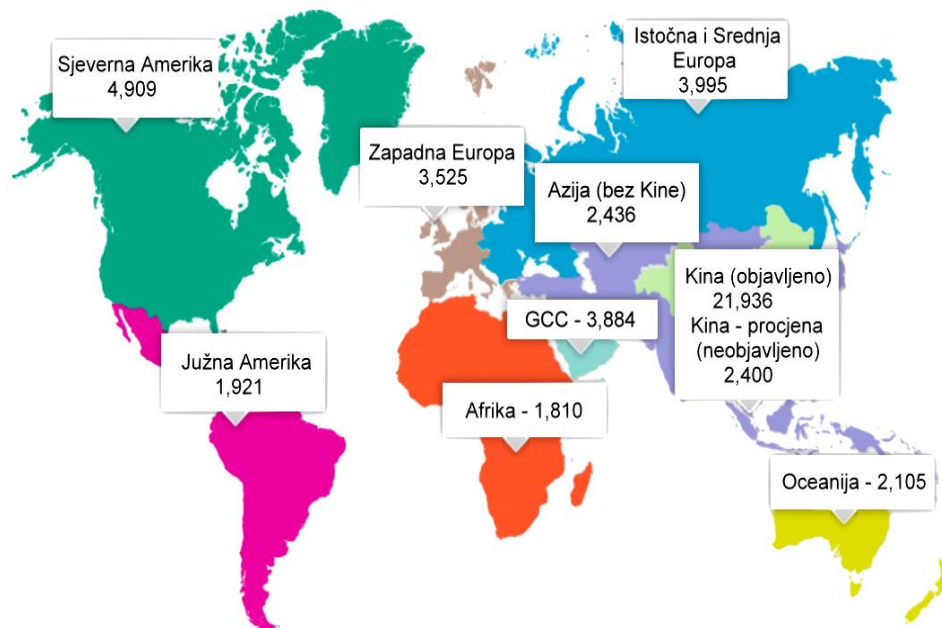 Sjeverna Amerika
4,909
Istočna i Srednja
Europa
3,995
Zapadna Europa
3,525
Azija (bez Kine)
2,436
Kina (objavljeno)
21,936
Kina - procjena
(neobjavljeno)
2,400
GCC - 3,884
Južna Amerika
1,921
Afrika - 1,810
Oceanija - 2,105